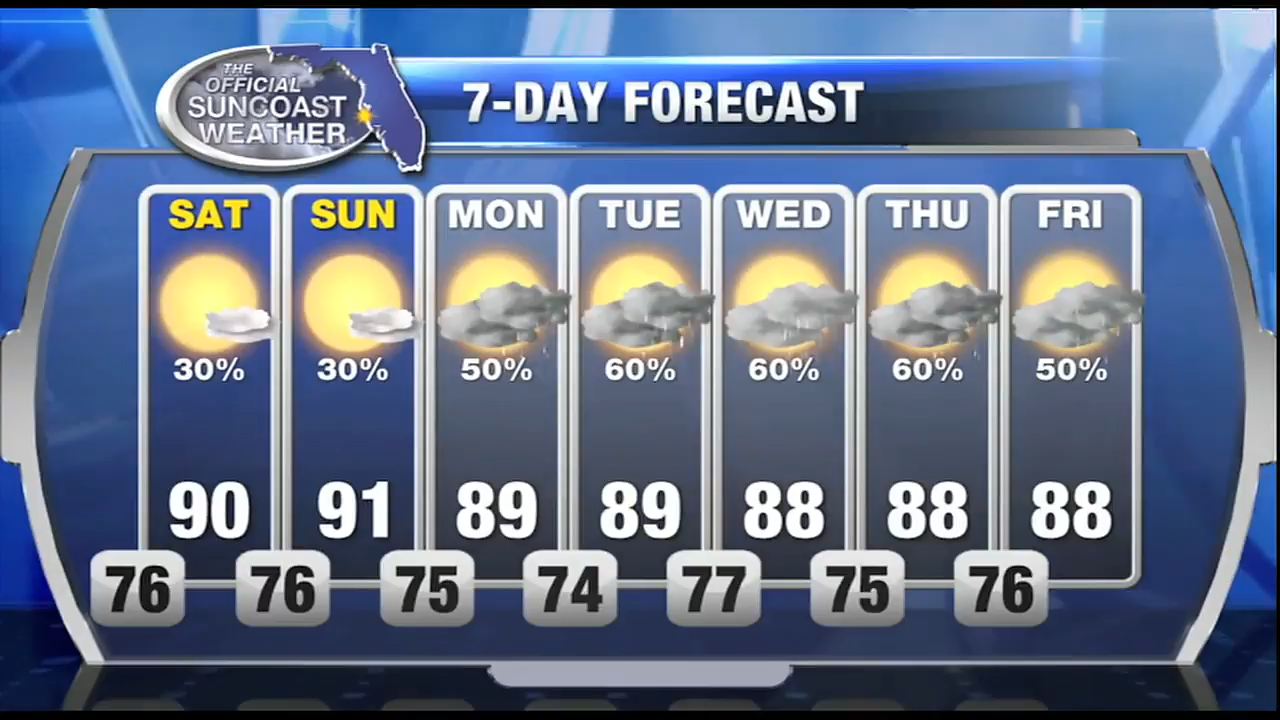 THE
OFFICIAL
SUNCOAST
WEATHER
7-DAY FORECAST
SAT SUN MON TUE WED THU FRI
30% 30% 50% 60% 60% 60% 50%
90 91 89 89 88 88 88
76 76 75 74 77 75 76